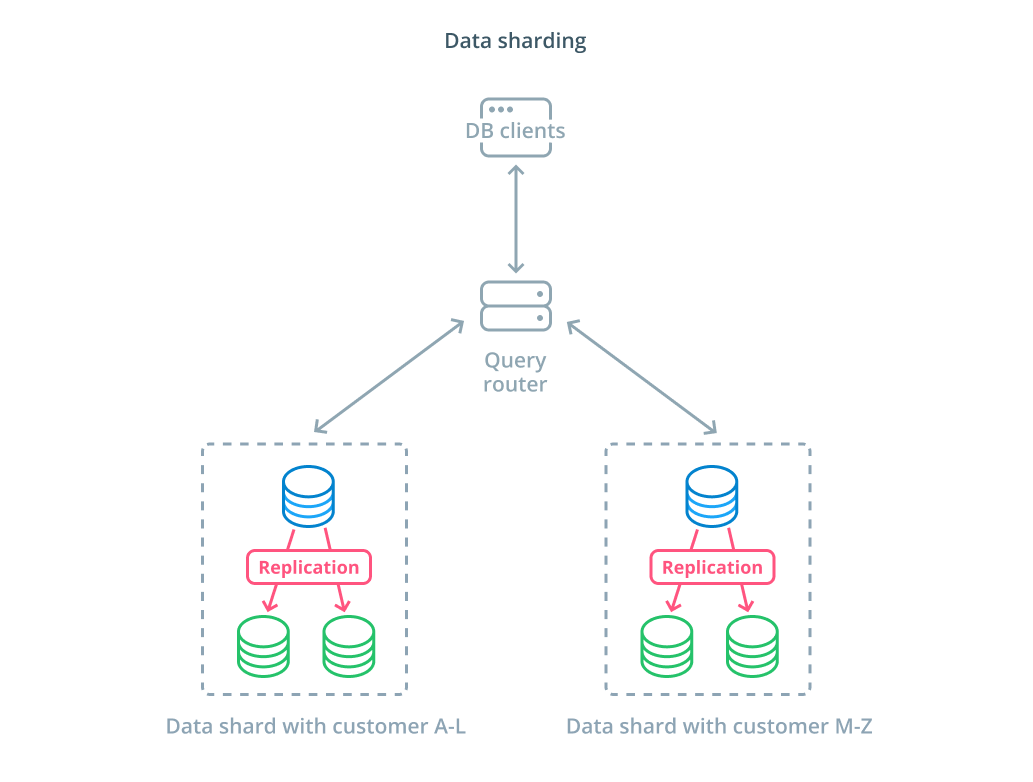 Data sharding
DB clients
Query
router
Replication
Replication
Data shard with customer A-L
Data shard with customer M-Z